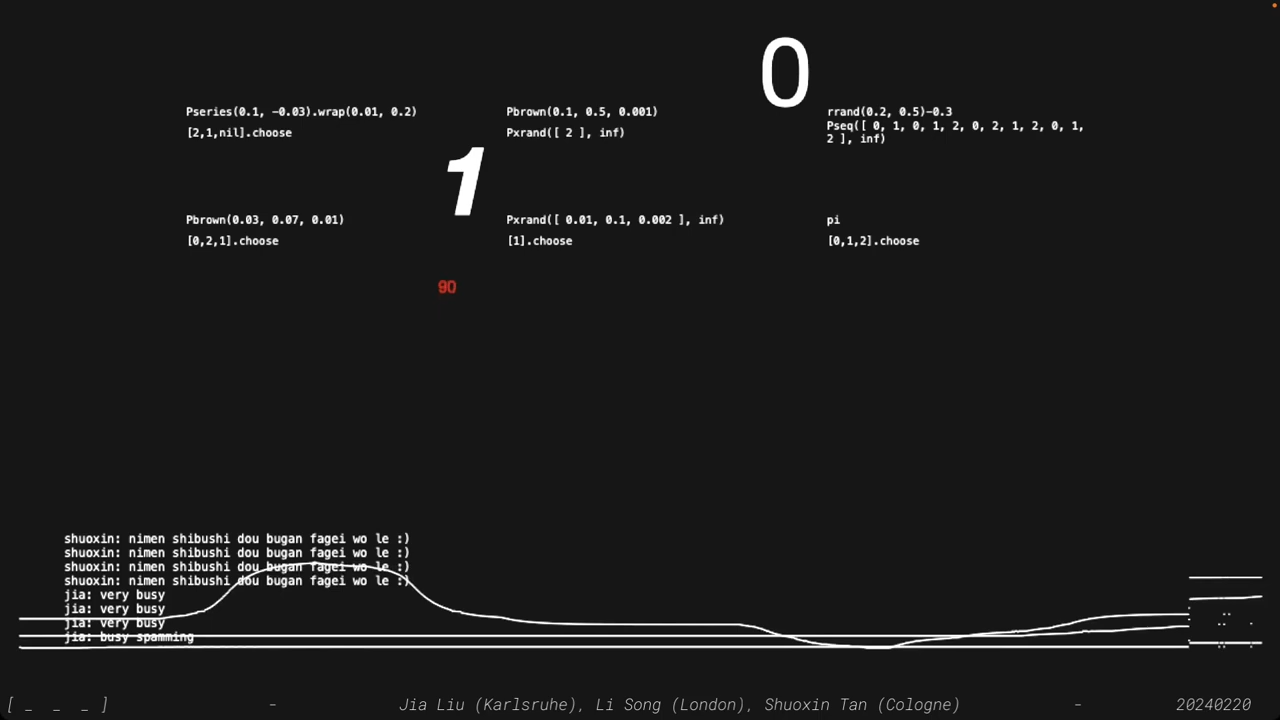 0
Pseries(0.1, -0.03).wrap(0.01, 0.2)
[2,1,nil].choose
Pbrown(0.1, 0.5, 0.001)
Pxrand([ 2 ], inf)
rrand(0.2, 0.5)-0.3
Pseq([ 0, 1, 0, 1, 2, 0, 2, 1, 2, 0, 1,
2 ], inf)
1
Pbrown(0.03, 0.07, 0.01)
[0,2,1].choose
Pxrand([ 0.01, 0.1, 0.002 ], inf)
[1].choose
pi
[0,1,2].choose
90
shuoxin: nimen shibushi dou bugan fagei wo le :)
shuoxin: nimen shibushi dou bugan fagei wo le :)
shuoxin: nimen shibushi dou bugan fagei wo le :)
shuoxin: nimen shibushi dou bugan fagei wo le :)
jia: very busy
jia: very busy
jia: very busy
jia: busy spamming
[ _ _ _ ] - Jia Liu (Karlsruhe), Li Song (London), Shuoxin Tan (Cologne) - 20240220